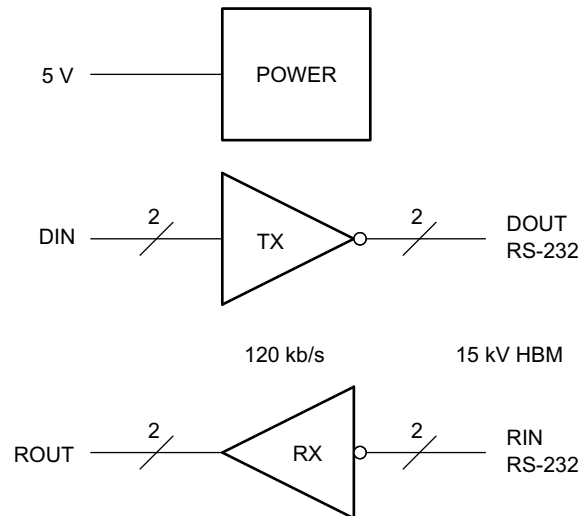 5 V
POWER
2
2
DIN
TX
DOUT
RS-232
120 kb/s
15 kV HBM
2
2
ROUT
RX
RIN
RS-232